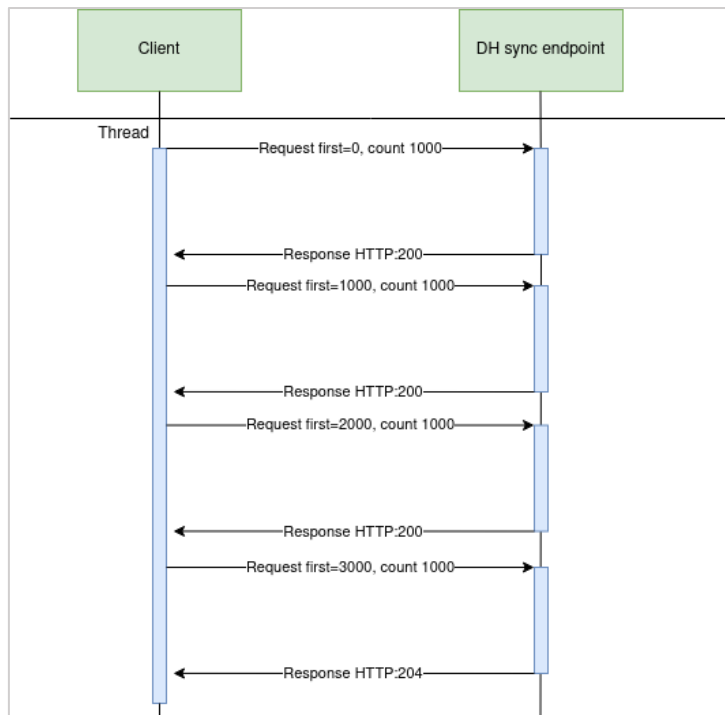 Client
DH sync endpoint
Thread
Request first=0, count 1000
Response HTTP:200
Request first=1000, count 1000
Response HTTP:200
Request first=2000, count 1000
Response HTTP:200
Request first=3000, count 1000
Response HTTP:204